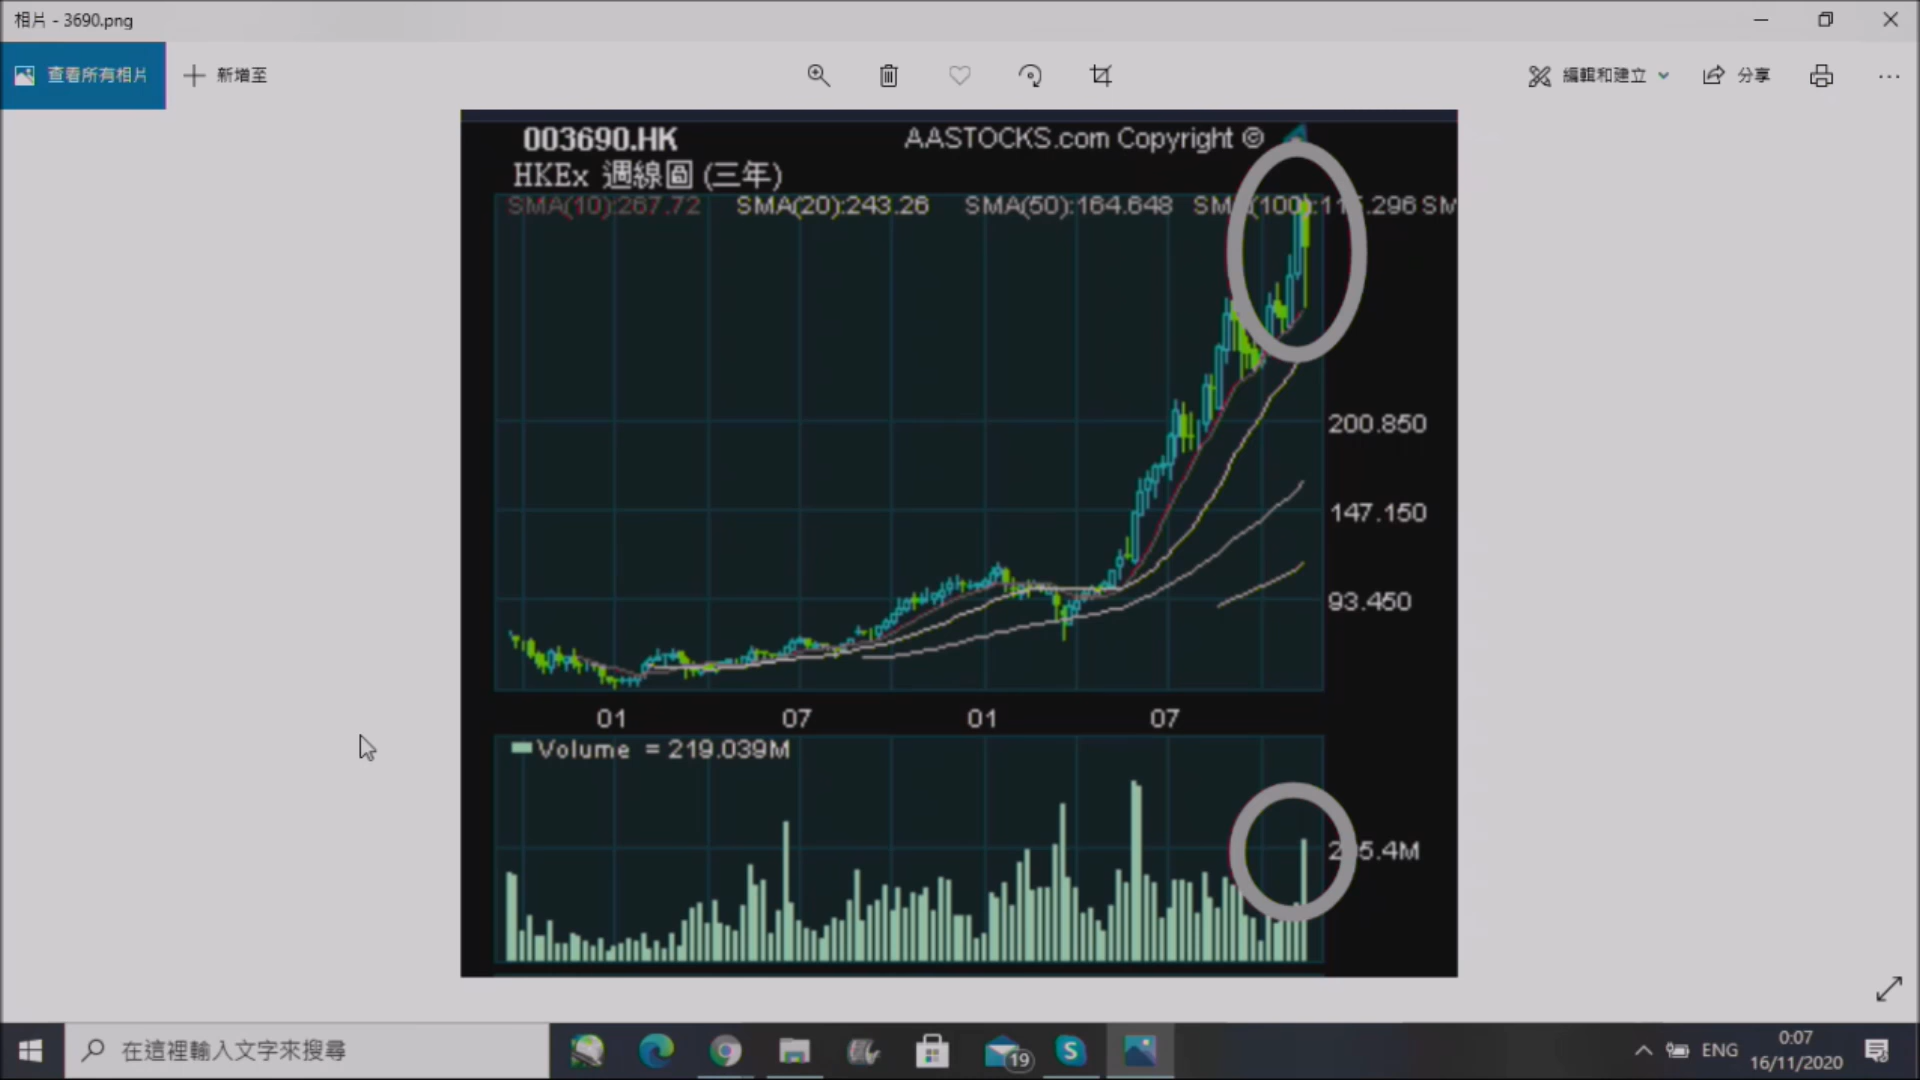 相片 - 3690.png
查看所有相片
新增至
編輯和建立
分享
003690.HK
AASTOCKS.com Copyright ©
HKEx 週線圖 (三年)
SMA(10):267.72 SMA(20):243.26 SMA(50):164.648
200.850
147.150
93.450
01 07 01 07
Volume = 219.039M
在這裡輸入文字來搜尋
19
ENG
0:07
16/11/2020